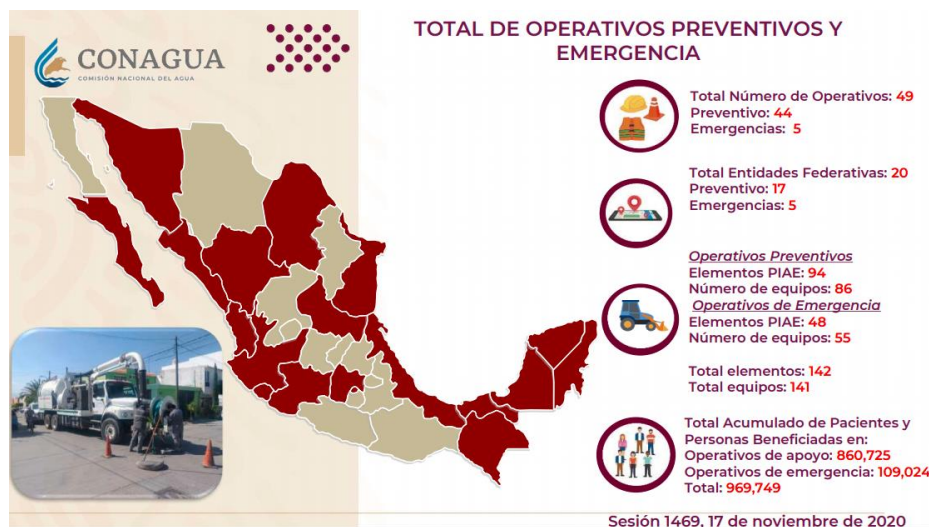 CONAGUA
COMISIÓN NACIONAL DEL AGUA
TOTAL DE OPERATIVOS PREVENTIVOS Y
EMERGENCIA
Total Número de Operativos: 49
Preventivo: 44
Emergencias: 5
Total Entidades Federativas: 20
Preventivo: 17
Emergencias: 5
Operativos Preventivos
Elementos PIAE: 94
Número de equipos: 86
Operativos de Emergencia
Elementos PIAE: 48
Número de equipos: 55
Total elementos: 142
Total equipos: 141
Total Acumulado de Pacientes y
Personas Beneficiadas en:
Operativos de apoyo: 860,725
Operativos de emergencia: 109,024
Total: 969,749
Sesión 1469, 17 de noviembre de 2020